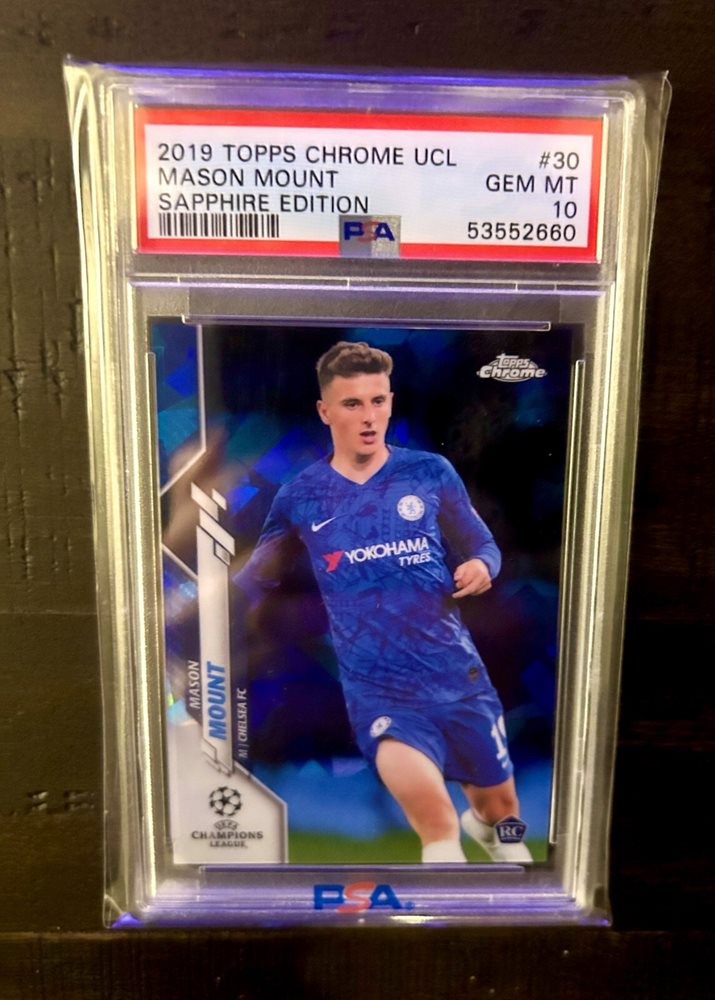 2019 TOPPS CHROME UCL #30
MASON MOUNT GEM MT
SAPPHIRE EDITION 10
PSA 53552660
Topps
Chrome
YOKOHAMA
TYRES
MASON
MOUNT
M | CHELSEA FC
UEFA
CHAMPIONS
LEAGUE
RC
PSA